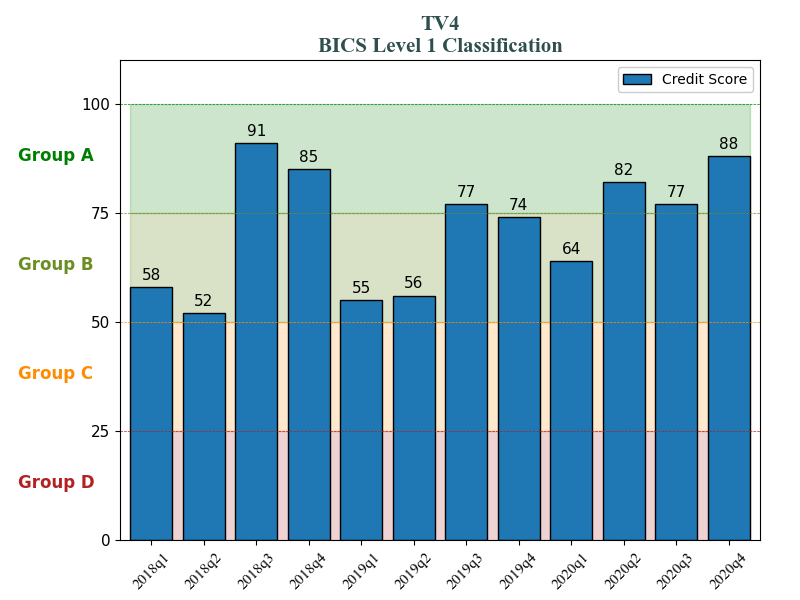 TV4
BICS Level 1 Classification
Credit Score
100
Group A
75
Group B
50
Group C
25
Group D
0
58
52
91
85
55
56
77
74
64
82
77
88
2018q1
2018q2
2018q3
2018q4
2019q1
2019q2
2019q3
2019q4
2020q1
2020q2
2020q3
2020q4